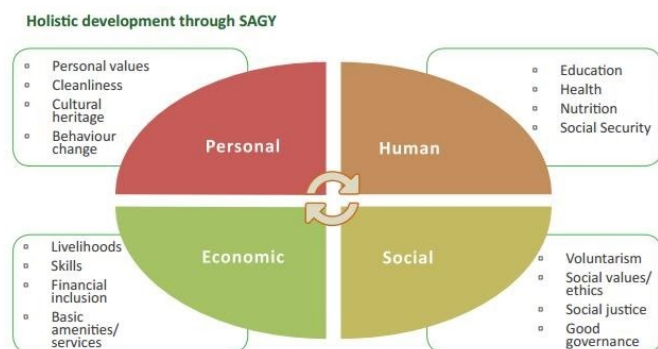 Holistic development through SAGY
Personal values
Cleanliness
Cultural
heritage
Behaviour
change
Personal
Human
Education
Health
Nutrition
Social Security
Livelihoods
Skills
Financial
inclusion
Basic
amenities/
services
Economic
Social
Voluntarism
Social values/
ethics
Social justice
Good
governance